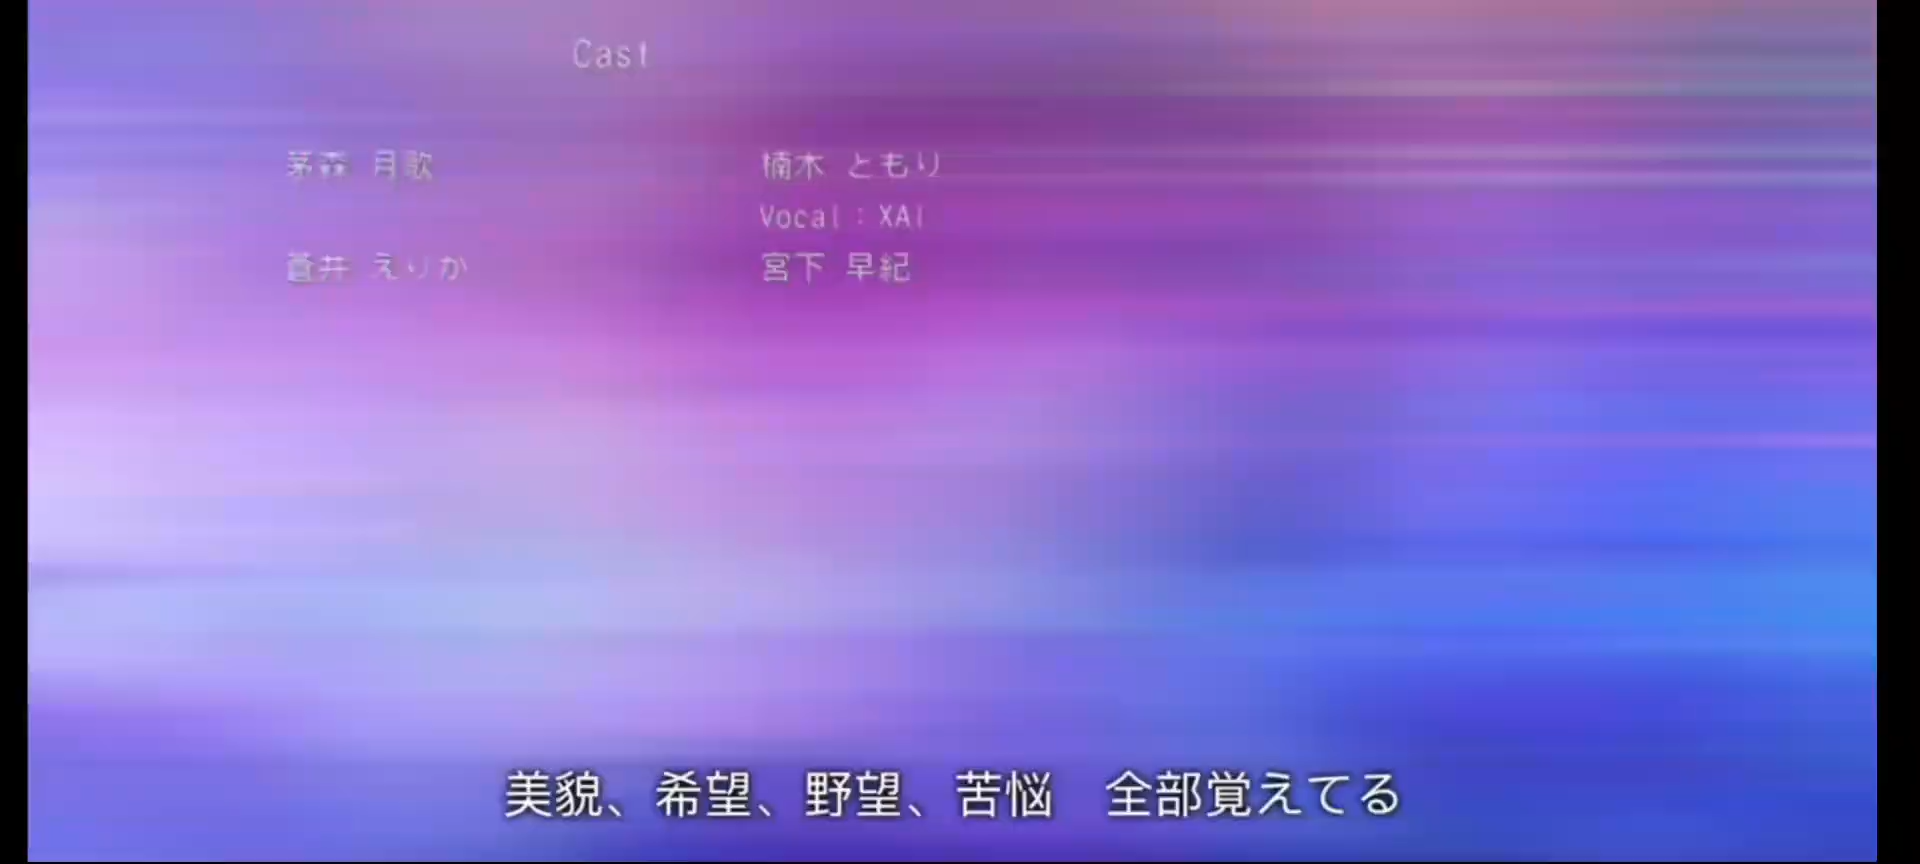 Cast
茅森 月歌 楠木 ともり
Vocal：XAI
蒼井 えりか 宮下 早紀
美貌、希望、野望、苦悩　全部覚えてる